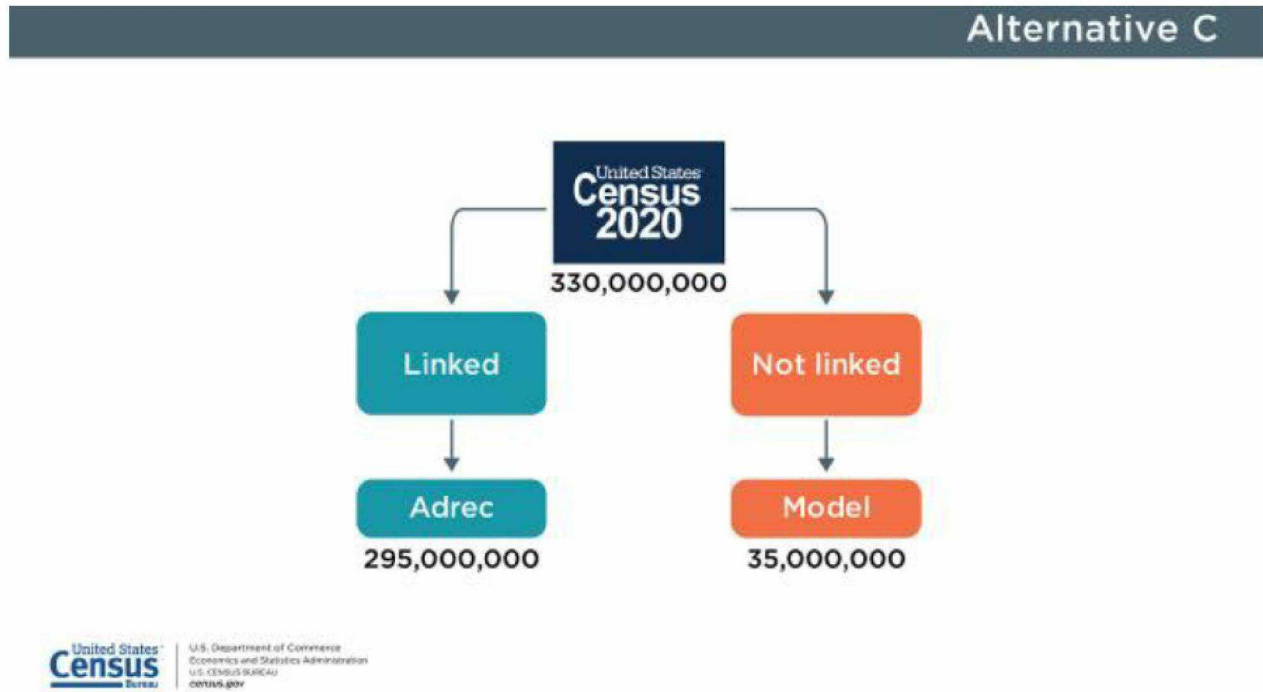 Alternative C
United States
Census
2020
330,000,000
Linked
Not linked
Adrec
Model
295,000,000
35,000,000
United States
Census
Bureau
U.S. Department of Commerce
Economics and Statistics Administration
U.S. CENSUS BUREAU
census.gov